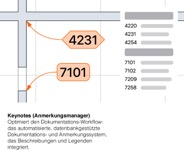 4231
7101
4220
4231
4254
7101
7102
7209
7258
Keynotes (Anmerkungsmanager)
Optimiert den Dokumentations-Workflow:
das automatisierte, datenbankgestützte
Dokumentations- und Anmerkungssystem,
das Beschreibungen und Legenden
integriert.